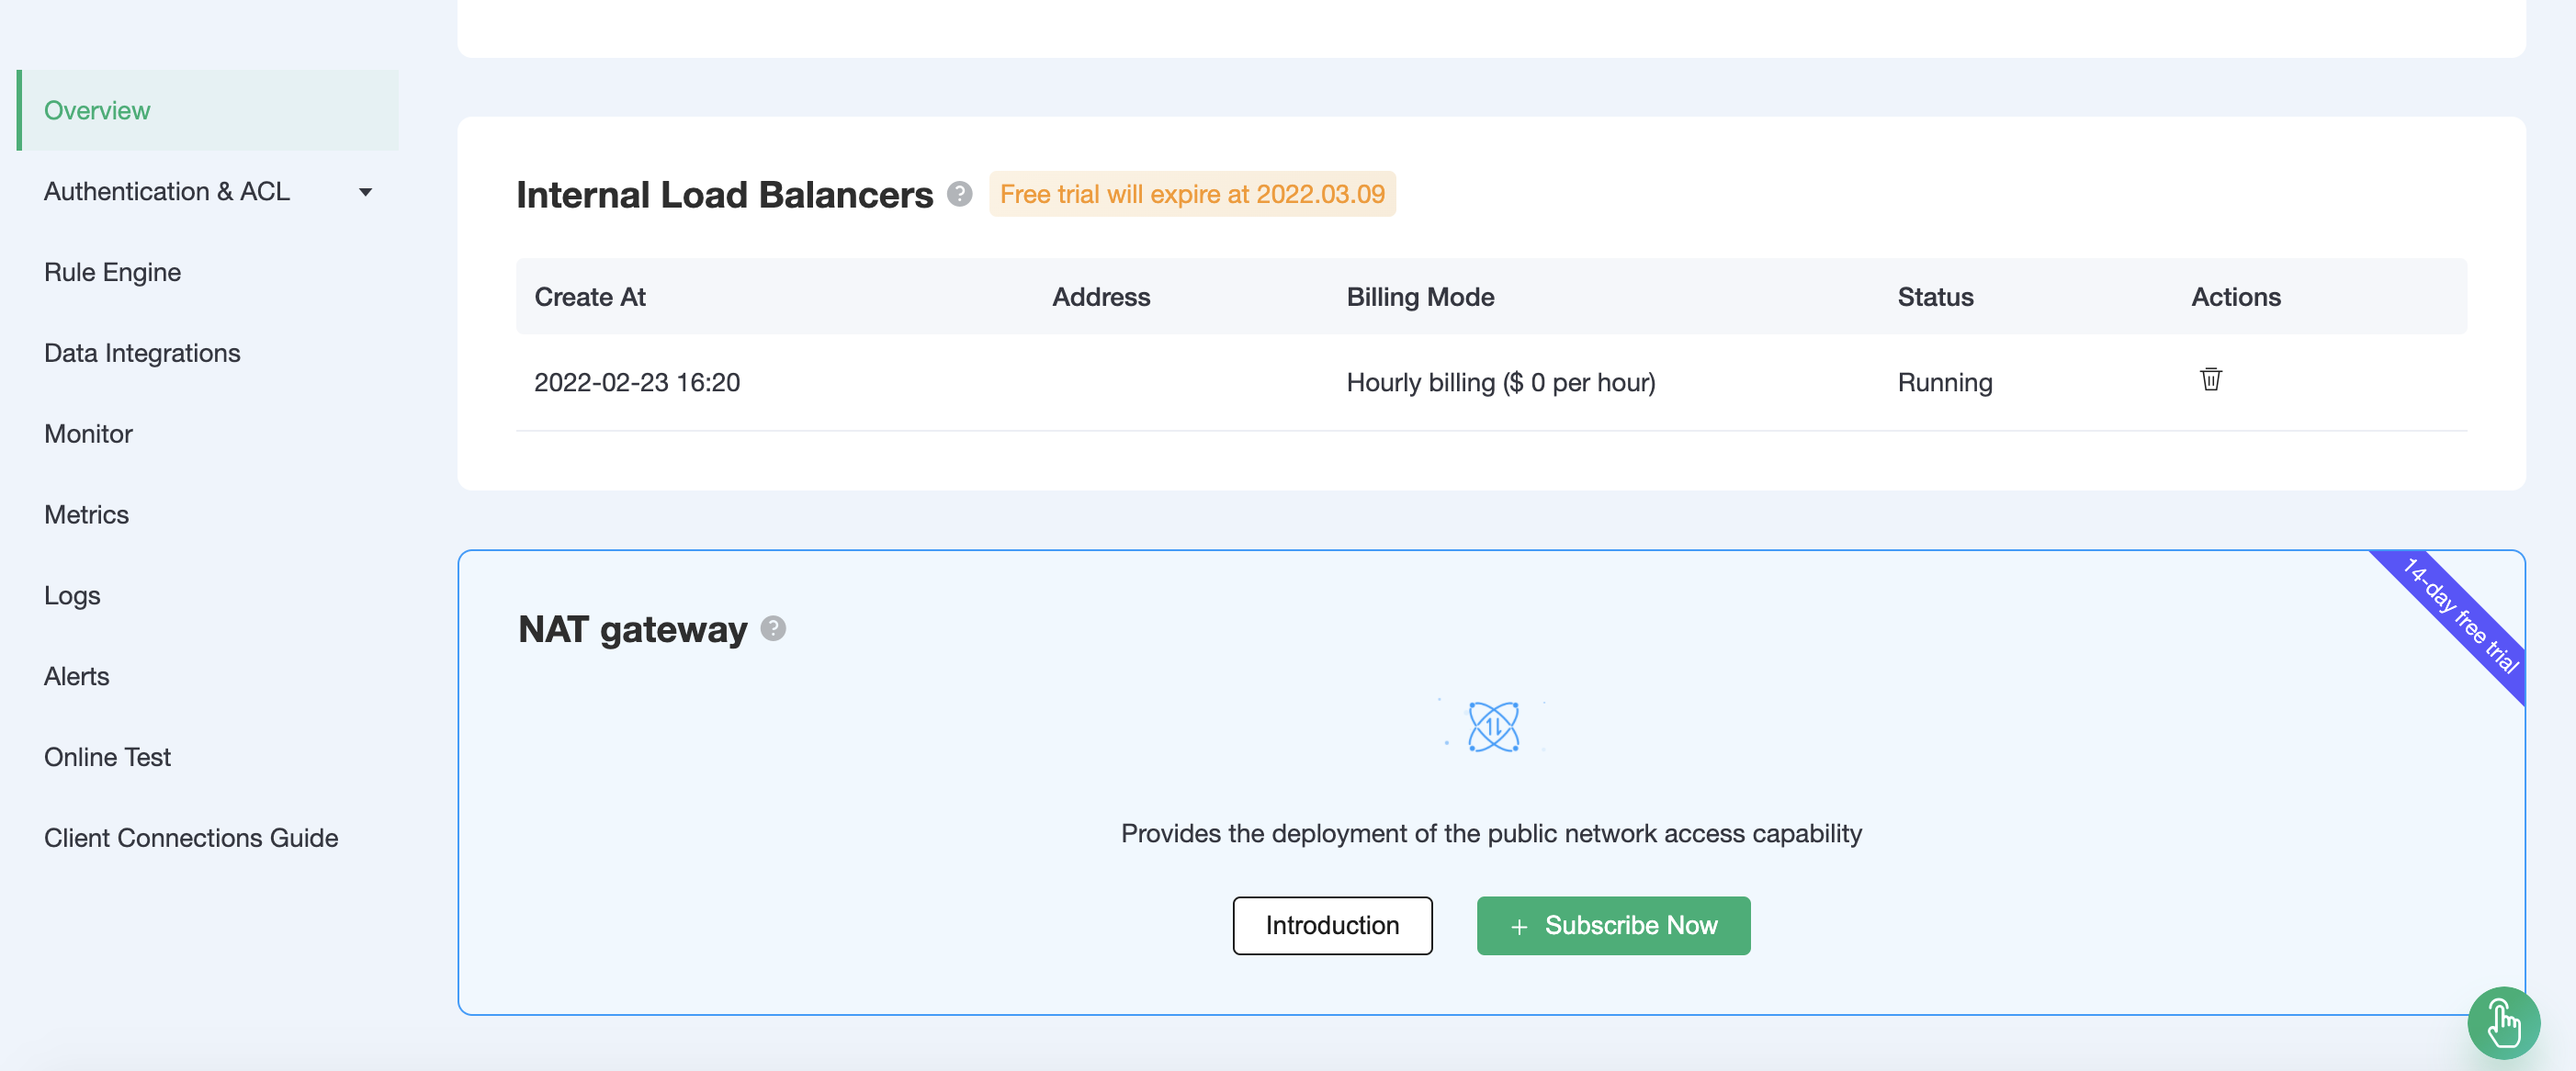 Overview
Authentication & ACL
Rule Engine
Data Integrations
Monitor
Metrics
Logs
Alerts
Online Test
Client Connections Guide
Internal Load Balancers ? Free trial will expire at 2022.03.09
Create At Address Billing Mode Status Actions
2022-02-23 16:20 Hourly billing ($ 0 per hour) Running
NAT gateway ?
14-day free trial
Provides the deployment of the public network access capability
Introduction + Subscribe Now